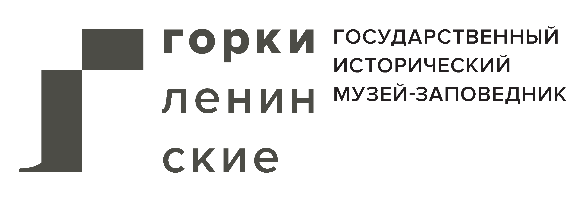 горки
ленин
ские
ГОСУДАРСТВЕННЫЙ
ИСТОРИЧЕСКИЙ
МУЗЕЙ-ЗАПОВЕДНИК